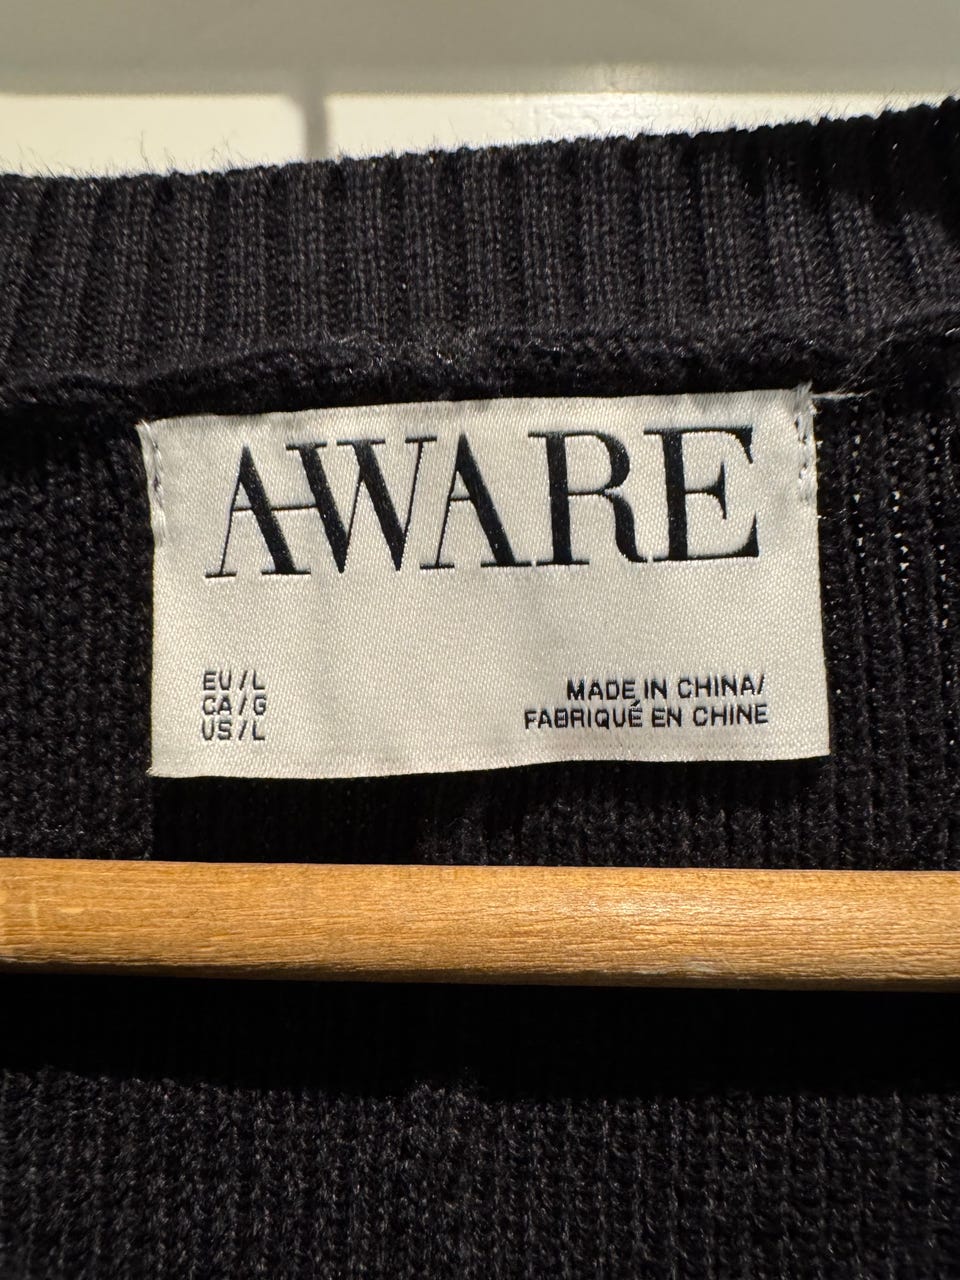 AWARE
EU/L
CA/G
US/L
MADE IN CHINA/
FABRIQUÉ EN CHINE